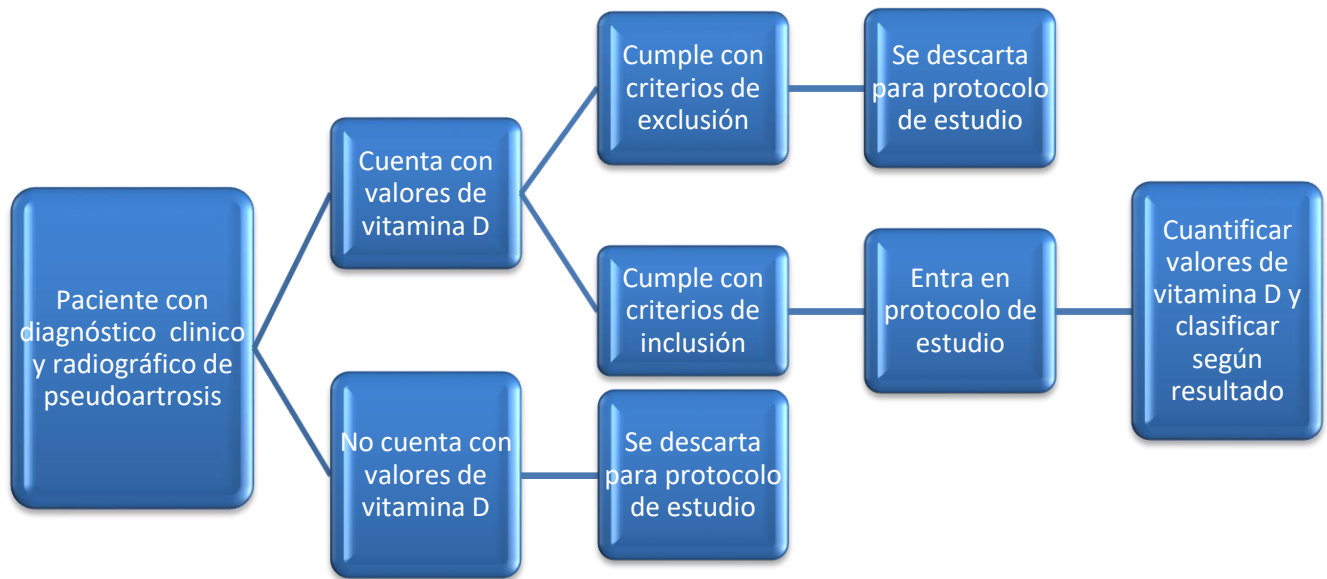 Paciente con
diagnóstico clinico
y radiográfico de
pseudoartrosis
Cuenta con
valores de
vitamina D
Cumple con
criterios de
exclusión
Se descarta
para protocolo
de estudio
Cumple con
criterios de
inclusión
Entra en
protocolo de
estudio
Cuantificar
valores de
vitamina D y
clasificar
según
resultado
No cuenta con
valores de
vitamina D
Se descarta
para protocolo
de estudio